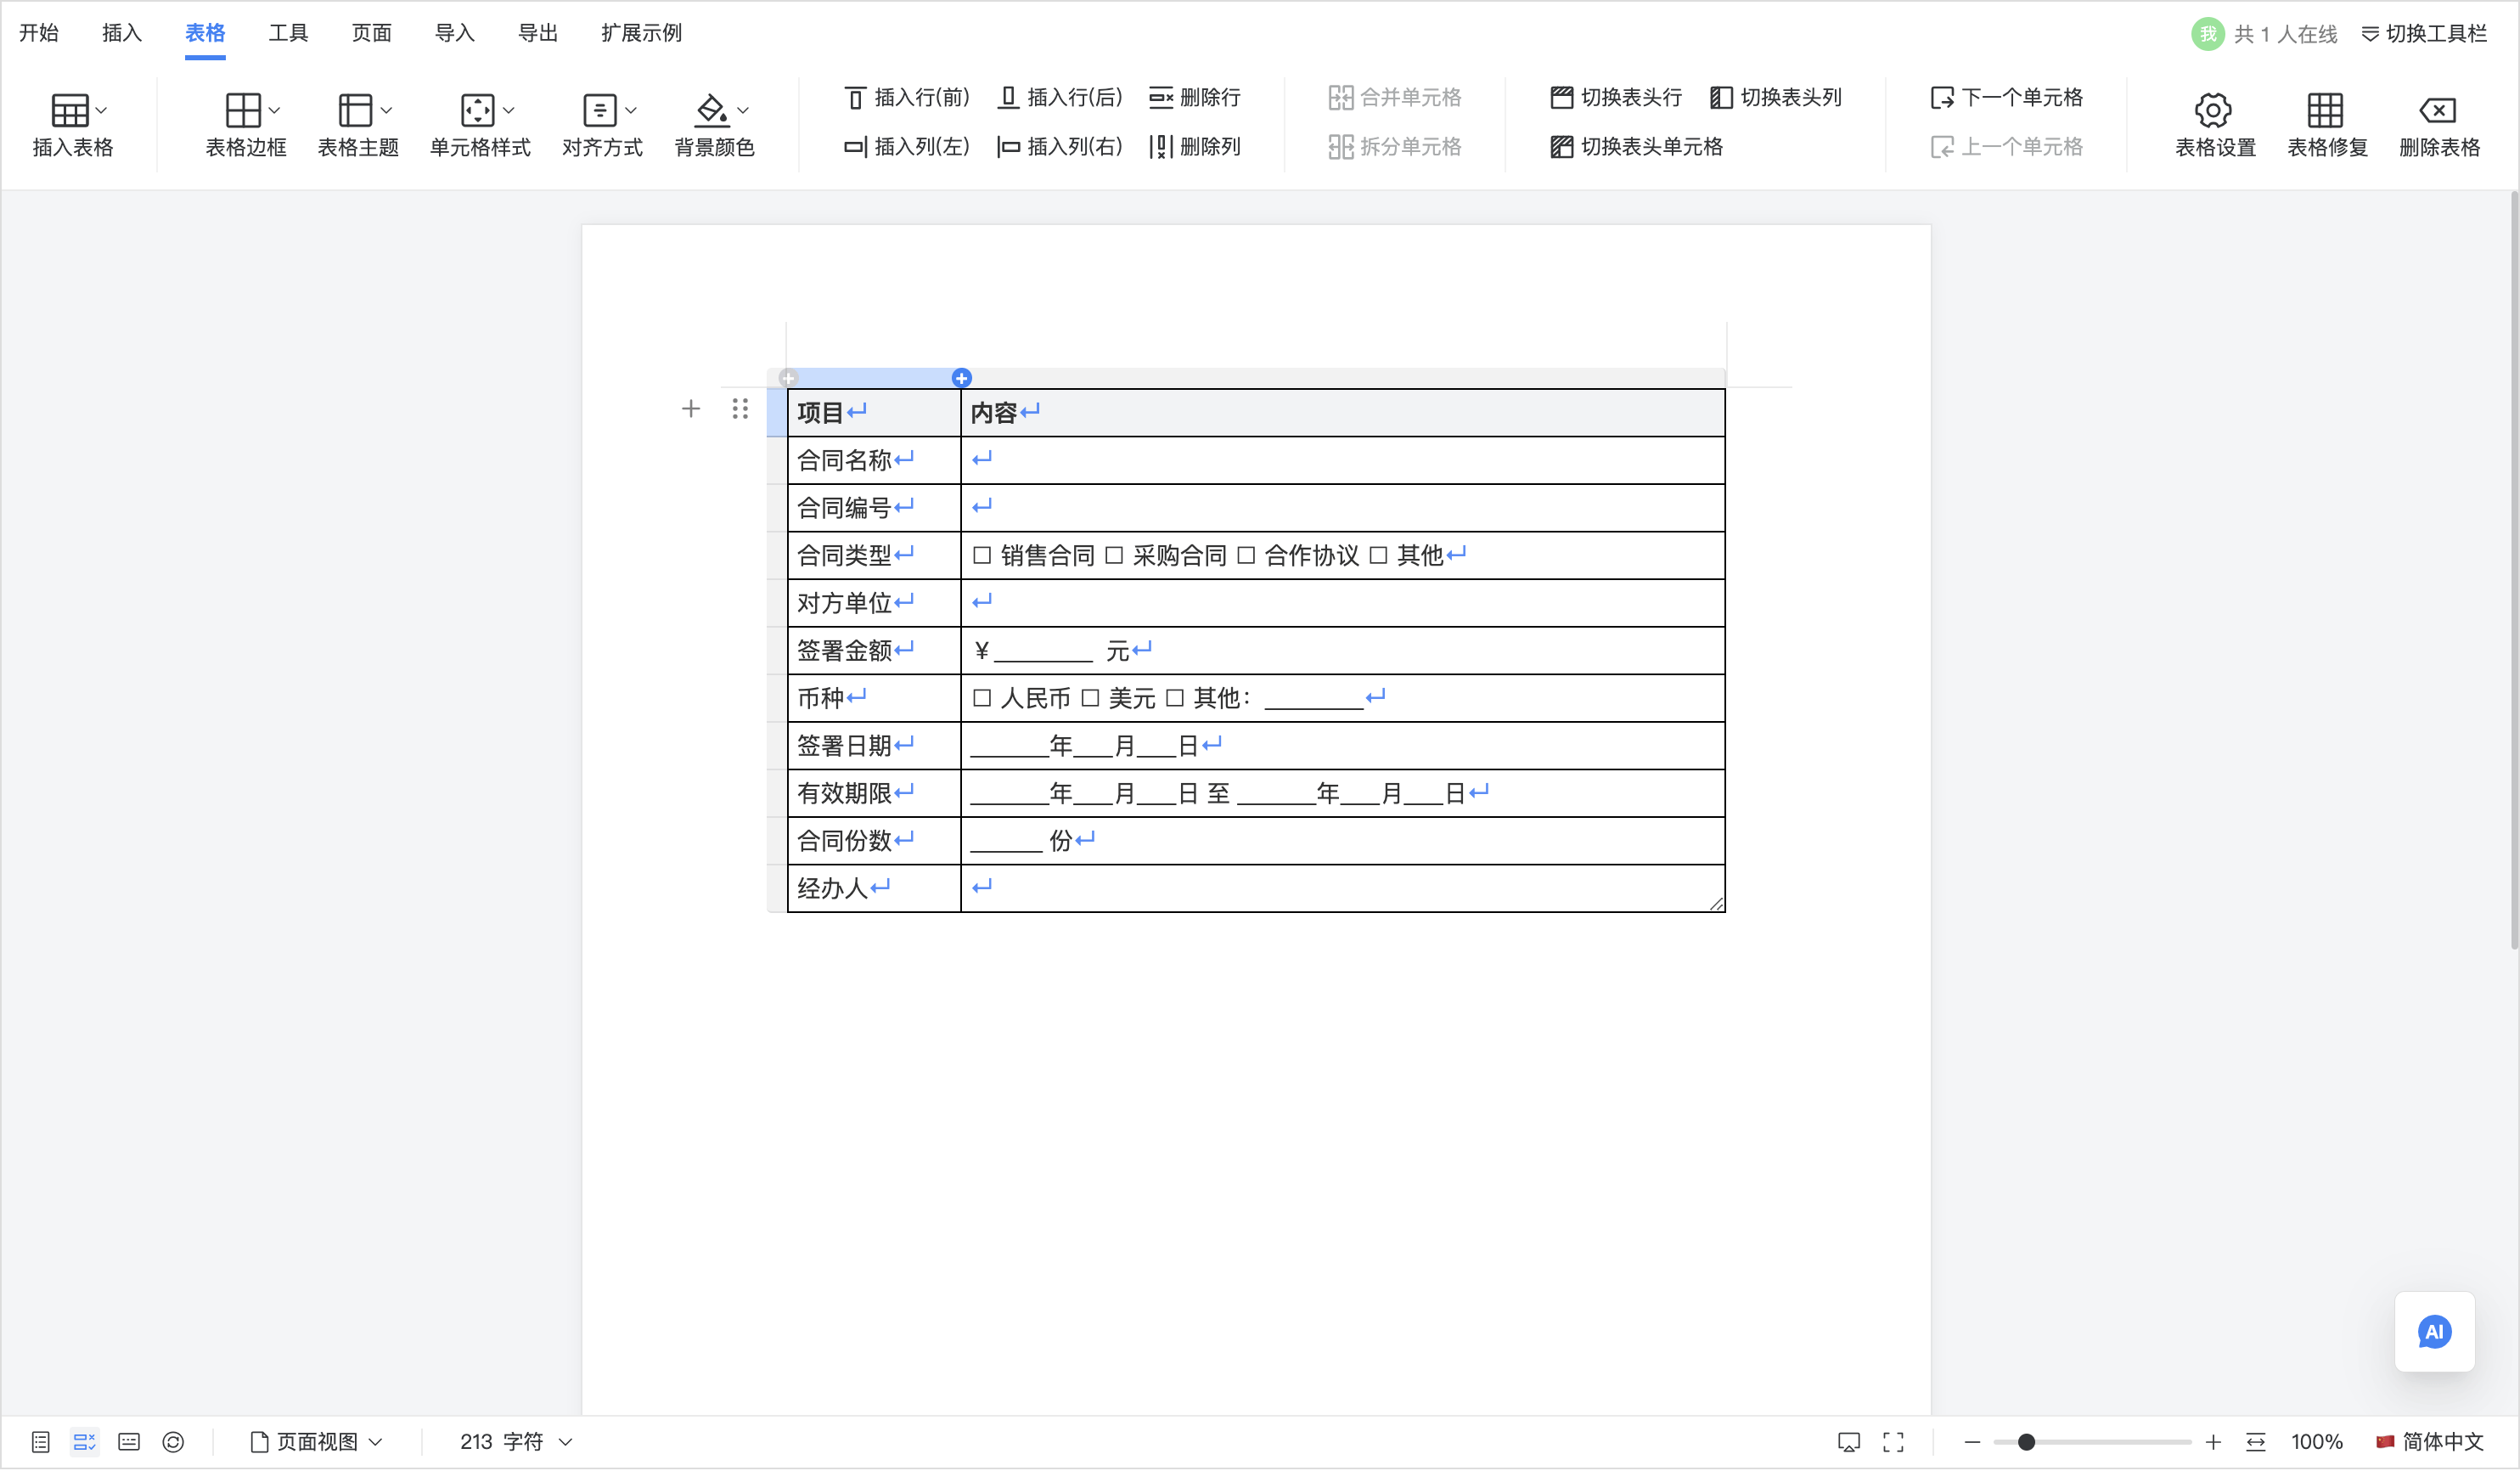 开始 插入 表格 工具 页面 导入 导出 扩展示例 我 共 1 人在线 切换工具栏
插入行(前) 插入行(后) 删除行 合并单元格 切换表头行 切换表头列 下一个单元格
插入表格 表格边框 表格主题 单元格样式 对齐方式 背景颜色 插入列(左) 插入列(右) 删除列 拆分单元格 切换表头单元格 上一个单元格 表格设置 表格修复 删除表格
项目 内容
合同名称
合同编号
合同类型 ☐ 销售合同 ☐ 采购合同 ☐ 合作协议 ☐ 其他
对方单位
签署金额 ¥________ 元
币种 ☐ 人民币 ☐ 美元 ☐ 其他：________
签署日期 ______年___月___日
有效期限 ______年___月___日 至 ______年___月___日
合同份数 ______ 份
经办人
AI
页面视图 213 字符 100% 简体中文